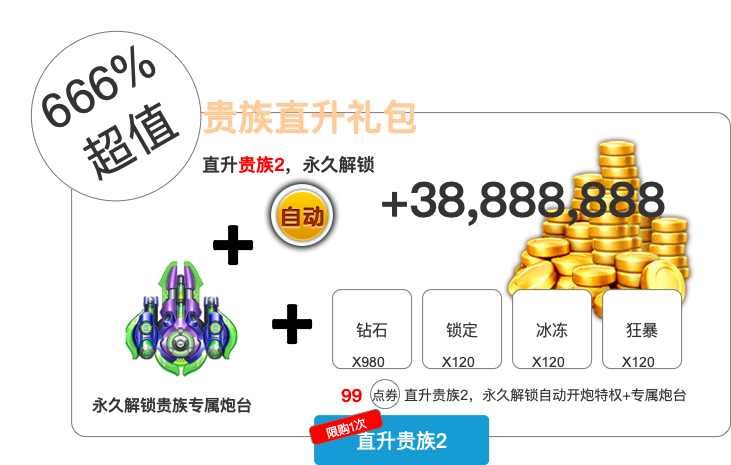 666%
超值
贵族直升礼包
直升贵族2，永久解锁
自动
+38,888,888
钻石
X980
锁定
X120
冰冻
X120
狂暴
X120
永久解锁贵族专属炮台
99 点券 直升贵族2，永久解锁自动开炮特权+专属炮台
限购1次
直升贵族2